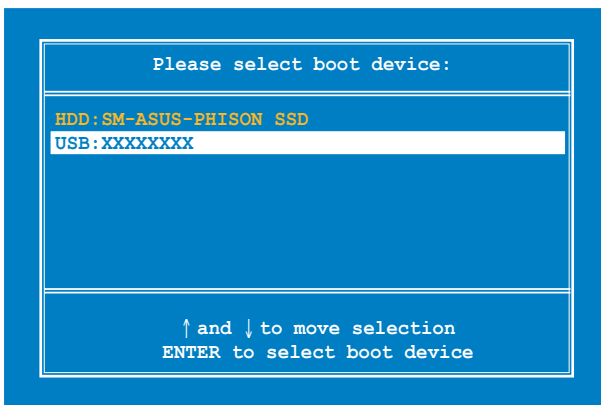 Please select boot device:
HDD:SM-ASUS-PHISON SSD
USB:XXXXXXXX
↑and ↓to move selection
ENTER to select boot device